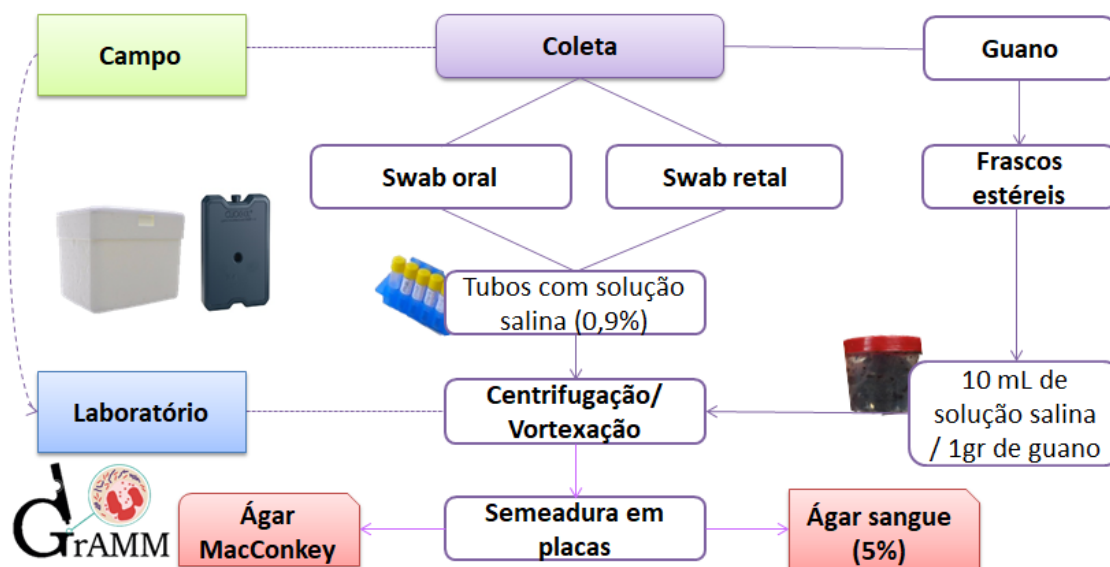 Campo
Coleta
Guano
Swab oral
Swab retal
Frascos
estéreis
Tubos com solução
salina (0,9%)
10 mL de
solução salina
/ 1gr de guano
Laboratório
Centrifugação/
Vortexação
GrAMM
Ágar
MacConkey
Semeadura em
placas
Ágar sangue
(5%)